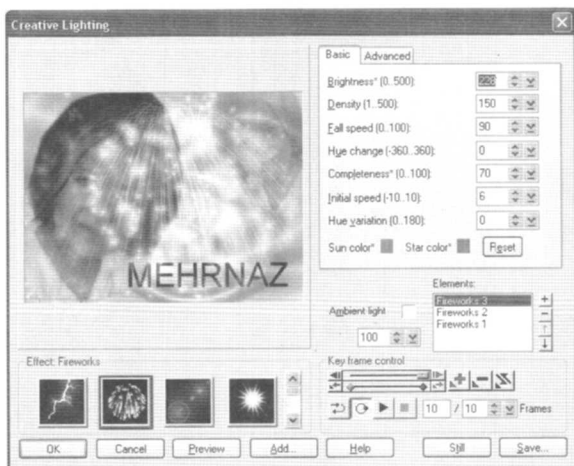 Creative Lighting
MEHRNAZ
Basic
Advanced
Brightness* (0..500):
228
Density (1..500):
150
Fall speed (0..100):
90
Hue change (-360..360):
0
Completeness* (0..100):
70
Initial speed (-10..10):
6
Hue variation (0..180):
0
Sun color*
Star color*
Reset
Ambient light
100
Elements:
Fireworks 3
Fireworks 2
Fireworks 1
Effect: Fireworks
Key frame control
10 / 10 Frames
OK
Cancel
Preview
Add...
Help
Still
Save...